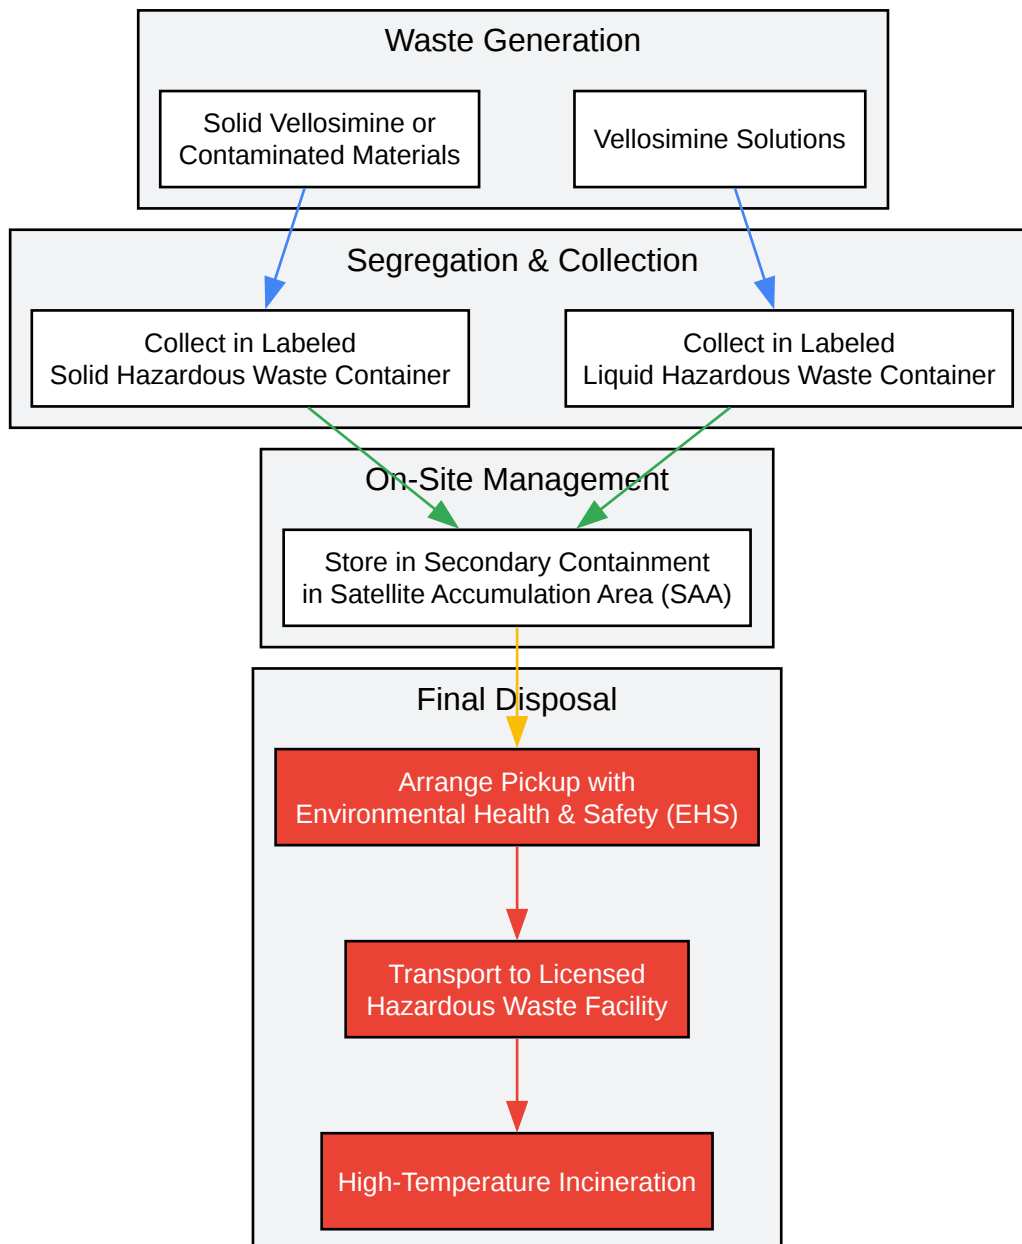 Waste Generation
Solid Vellosimine or
Contaminated Materials
Vellosimine Solutions
Segregation & Collection
Collect in Labeled
Solid Hazardous Waste Container
Collect in Labeled
Liquid Hazardous Waste Container
On-Site Management
Store in Secondary Containment
in Satellite Accumulation Area (SAA)
Final Disposal
Arrange Pickup with
Environmental Health & Safety (EHS)
Transport to Licensed
Hazardous Waste Facility
High-Temperature Incineration